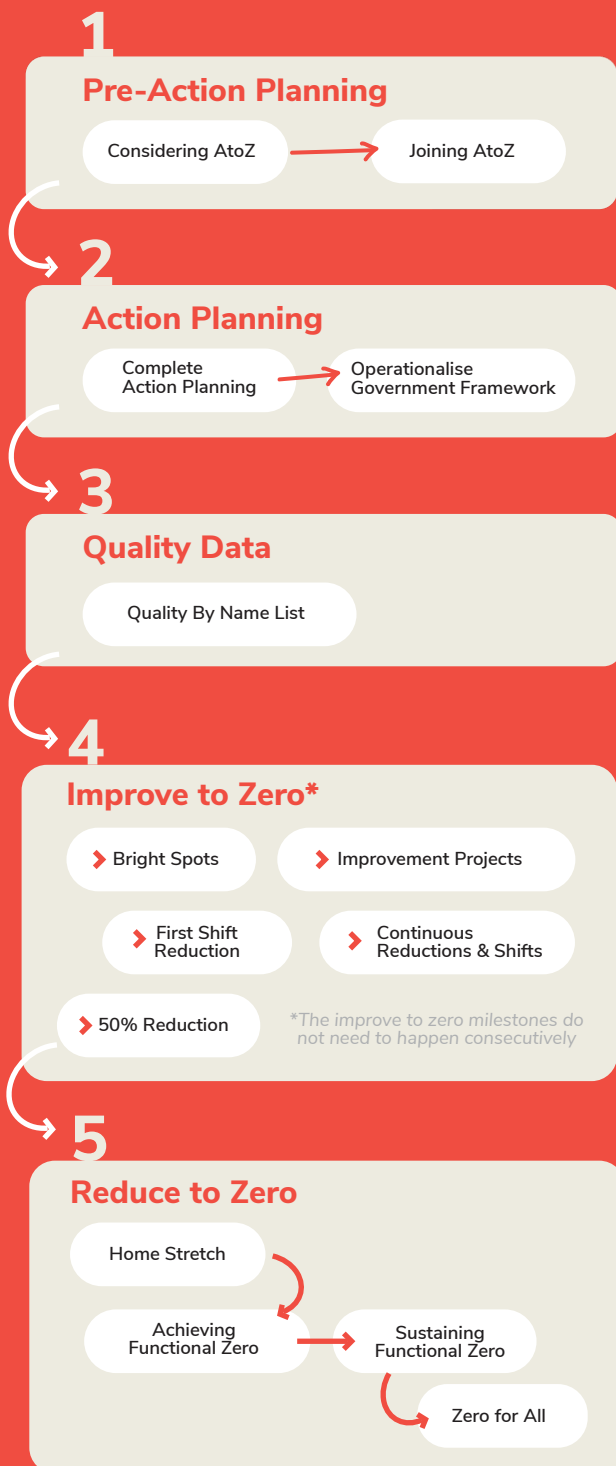 1
Pre-Action Planning
Considering AtoZ
Joining AtoZ
2
Action Planning
Complete
Action Planning
Operationalise
Government Framework
3
Quality Data
Quality By Name List
4
Improve to Zero*
Bright Spots
Improvement Projects
First Shift
Reduction
Continuous
Reductions & Shifts
50% Reduction
*The improve to zero milestones do
not need to happen consecutively
5
Reduce to Zero
Home Stretch
Achieving
Functional Zero
Sustaining
Functional Zero
Zero for All